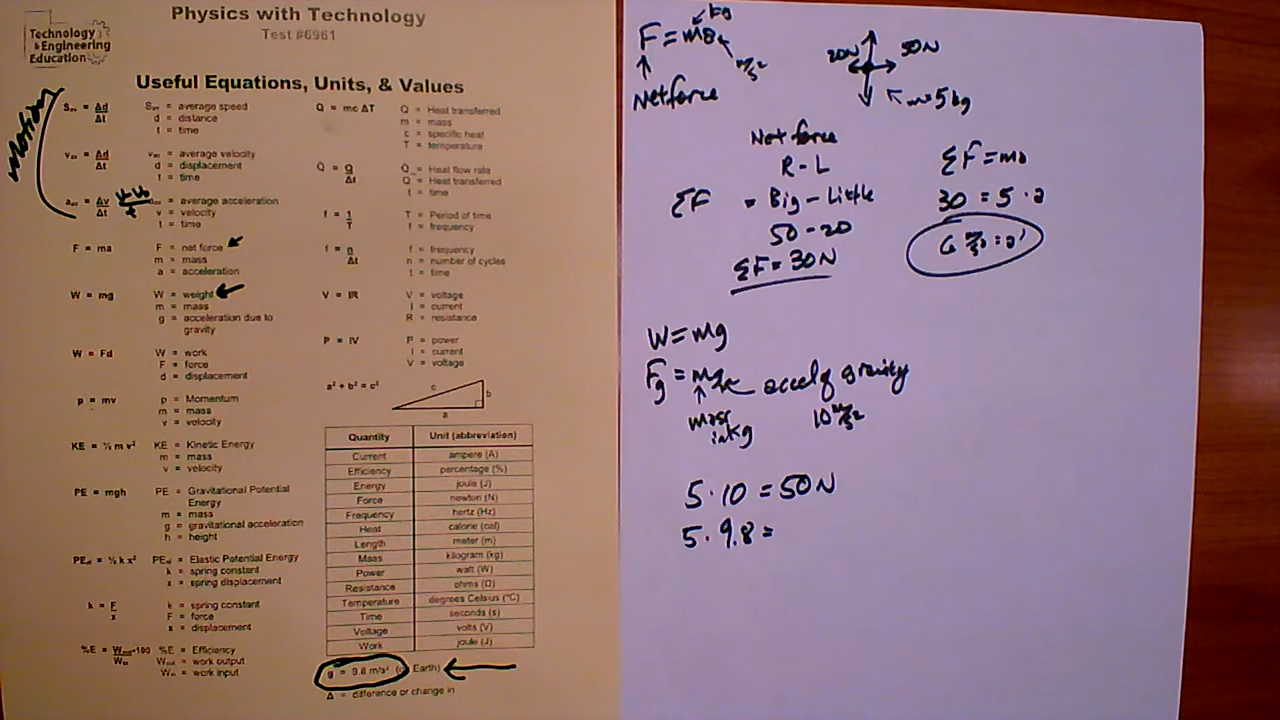 Technology
& Engineering
Education
Physics with Technology
Test #6961
Useful Equations, Units, & Values
Motion
Sav = Δd/Δt
Sav = average speed
d = distance
t = time
vav = Δd/Δt
vav = average velocity
d = displacement
t = time
aav = Δv/Δt
aav = average acceleration
v = velocity
t = time
F = ma
F = net force
m = mass
a = acceleration
W = mg
W = weight
m = mass
g = acceleration due to
gravity
W = Fd
W = work
F = force
d = displacement
p = mv
p = Momentum
m = mass
v = velocity
KE = ½ m v²
KE = Kinetic Energy
m = mass
v = velocity
PE = mgh
PE = Gravitational Potential
Energy
m = mass
g = gravitational acceleration
h = height
PEel = ½ k x²
PEel = Elastic Potential Energy
k = spring constant
x = spring displacement
k = F/x
k = spring constant
F = force
x = displacement
%E = Wout/Win*100
%E = Efficiency
Wout = work output
Win = work input
Q = mc ΔT
Q = Heat transferred
m = mass
c = specific heat
T = temperature
Q = Q/Δt
Q = Heat flow rate
Q = Heat transferred
t = time
f = 1/T
T = Period of time
f = frequency
f = n/Δt
f = frequency
n = number of cycles
t = time
V = IR
V = voltage
I = current
R = resistance
P = IV
P = power
I = current
V = voltage
a² + b² = c²
c
b
a
Quantity Unit (abbreviation)
Current ampere (A)
Efficiency percentage (%)
Energy joule (J)
Force newton (N)
Frequency hertz (Hz)
Heat calorie (cal)
Length meter (m)
Mass kilogram (kg)
Power watt (W)
Resistance ohms (Ω)
Temperature degrees Celsius (°C)
Time seconds (s)
Voltage volts (V)
Work joule (J)
g = 9.8 m/s² (on Earth)
Δ = difference or change in
kg
F = ma
m/s²
Net force
20N
50N
m=5kg
Net force
R - L
ΣF = Big - Little
50 - 20
ΣF = 30N
ΣF = ma
30 = 5 · a
6 m/s² = a
W = mg
Fg = mg accel of gravity
mass
in kg
10 m/s²
5 · 10 = 50N
5 · 9.8 =